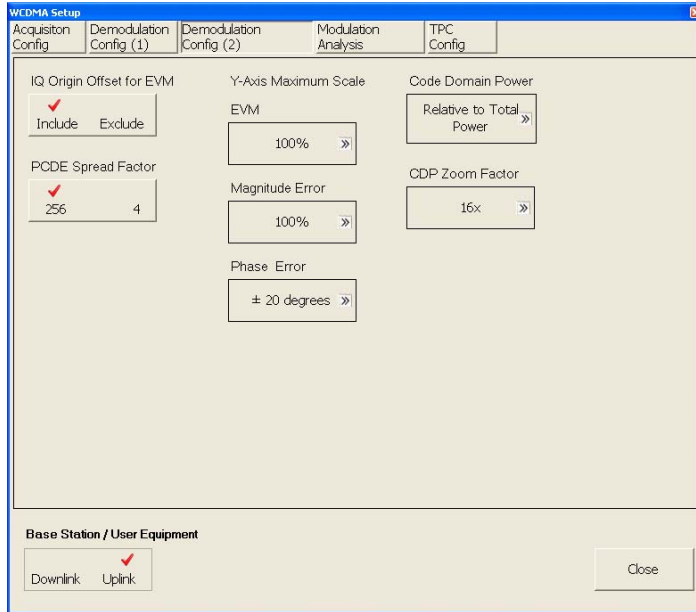 WCDMA Setup
Acquisiton
Config
Demodulation
Config (1)
Demodulation
Config (2)
Modulation
Analysis
TPC
Config
IQ Origin Offset for EVM
Include Exclude
PCDE Spread Factor
256 4
Y-Axis Maximum Scale
EVM
100%
Magnitude Error
100%
Phase Error
± 20 degrees
Code Domain Power
Relative to Total
Power
CDP Zoom Factor
16x
Base Station / User Equipment
Downlink Uplink
Close